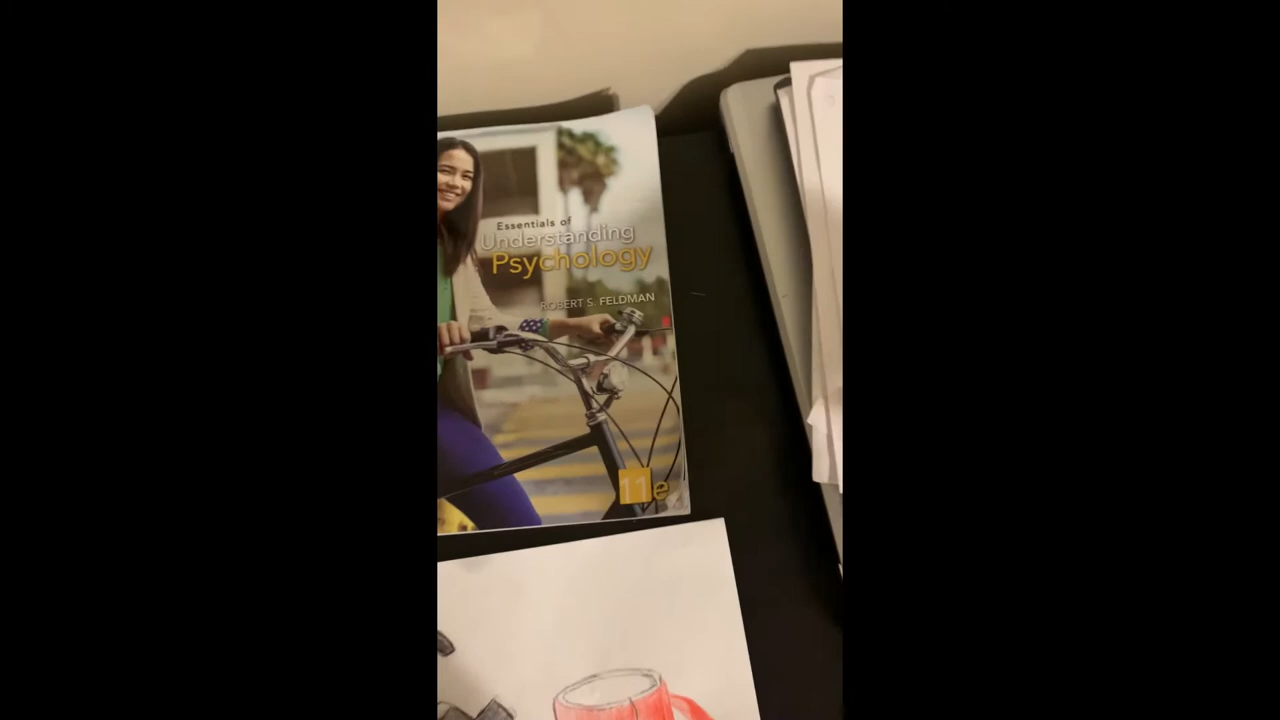 Essentials of
Understanding
Psychology
ROBERT S. FELDMAN
11e